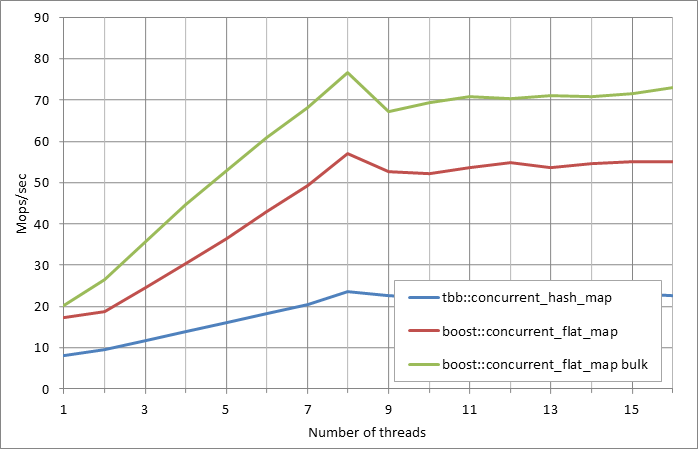 90
80
70
60
50
40
30
20
10
0
Mops/sec
tbb::concurrent_hash_map
boost::concurrent_flat_map
boost::concurrent_flat_map bulk
1 3 5 7 9 11 13 15
Number of threads